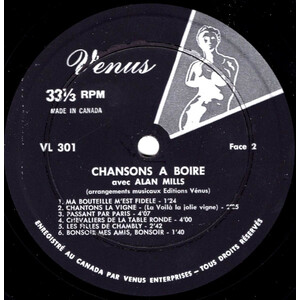 Venus
33⅓ RPM
MADE IN CANADA
VL 301
CHANSONS A BOIRE
Face 2
avec ALAN MILLS
(arrangements musicaux Editions Vénus)
1. MA BOUTEILLE M'EST FIDELE - 1'24
2. CHANTONS LA VIGNE - (La Voilà la jolie vigne) - 2'25
3. PASSANT PAR PARIS - 4'07
4. CHEVALIERS DE LA TABLE RONDE - 4'00
5. LES FILLES DE CHAMBLY - 2'42
6. BONSOIR MES AMIS, BONSOIR - 1'40
ENREGISTRÉ AU CANADA PAR VENUS ENTERPRISES - TOUS DROITS RÉSERVÉS